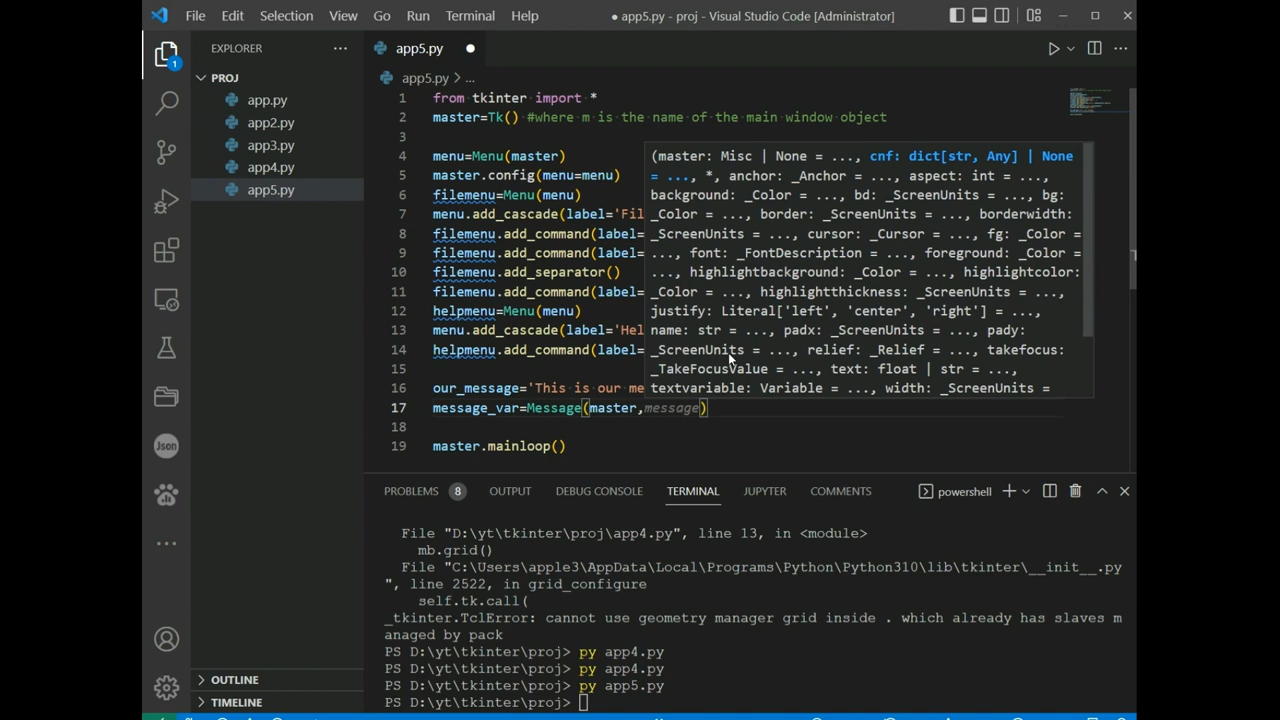 File Edit Selection View Go Run Terminal Help
● app5.py - proj - Visual Studio Code [Administrator]
EXPLORER
1
PROJ
app.py
app2.py
app3.py
app4.py
app5.py
OUTLINE
TIMELINE
Json
app5.py
app5.py > ...
1 from tkinter import *
2 master=Tk() #where m is the name of the main window object
3
4 menu=Menu(master)
5 master.config(menu=menu)
6 filemenu=Menu(menu)
7 menu.add_cascade(label='Fil
8 filemenu.add_command(label=
9 filemenu.add_command(label=
10 filemenu.add_separator()
11 filemenu.add_command(label=
12 helpmenu=Menu(menu)
13 menu.add_cascade(label='Hel
14 helpmenu.add_command(label=
15
16 our_message='This is our me
17 message_var=Message(master,message)
18
19 master.mainloop()
(master: Misc | None = ..., cnf: dict[str, Any] | None
= ..., *, anchor: _Anchor = ..., aspect: int = ...,
background: _Color = ..., bd: _ScreenUnits = ..., bg:
_Color = ..., border: _ScreenUnits = ..., borderwidth:
_ScreenUnits = ..., cursor: _Cursor = ..., fg: _Color =
..., font: _FontDescription = ..., foreground: _Color =
..., highlightbackground: _Color = ..., highlightcolor:
_Color = ..., highlightthickness: _ScreenUnits = ...,
justify: Literal['left', 'center', 'right'] = ...,
name: str = ..., padx: _ScreenUnits = ..., pady:
_ScreenUnits = ..., relief: _Relief = ..., takefocus:
_TakeFocusValue = ..., text: float | str = ...,
textvariable: Variable = ..., width: _ScreenUnits =
PROBLEMS 8 OUTPUT DEBUG CONSOLE TERMINAL JUPYTER COMMENTS powershell
File "D:\yt\tkinter\proj\app4.py", line 13, in <module>
mb.grid()
File "C:\Users\apple3\AppData\Local\Programs\Python\Python310\lib\tkinter\__init__.py
", line 2522, in grid_configure
self.tk.call(
_tkinter.TclError: cannot use geometry manager grid inside . which already has slaves m
anaged by pack
PS D:\yt\tkinter\proj> py app4.py
PS D:\yt\tkinter\proj> py app4.py
PS D:\yt\tkinter\proj> py app5.py
PS D:\yt\tkinter\proj>